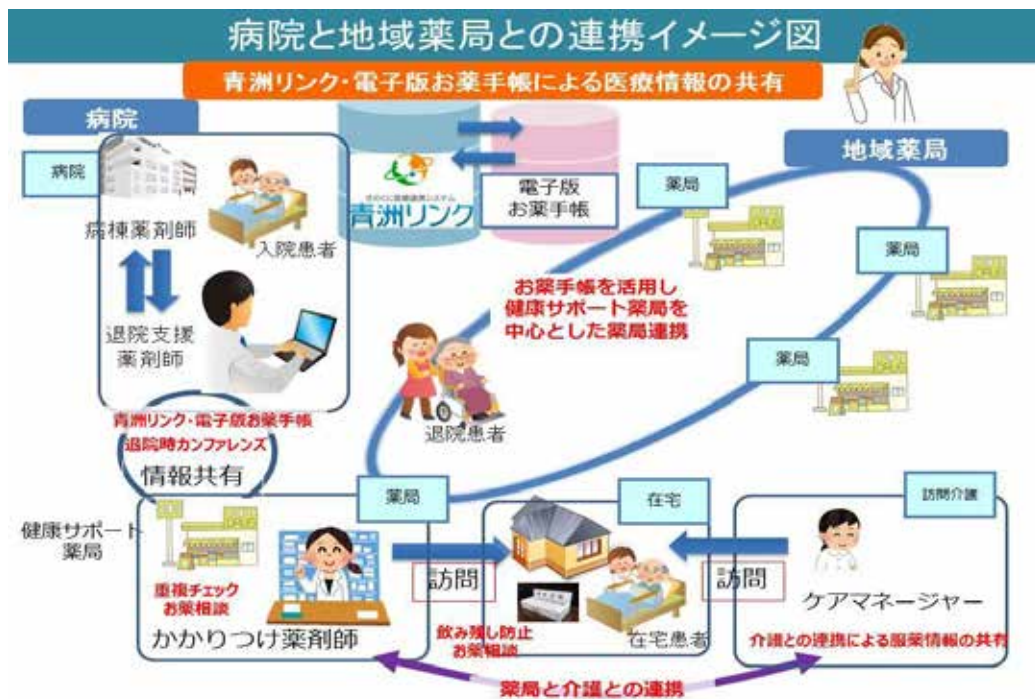 病院と地域薬局との連携イメージ図
青洲リンク・電子版お薬手帳による医療情報の共有
病院
病院
病棟薬剤師
入院患者
退院支援
薬剤師
青洲リンク
電子版
お薬手帳
地域薬局
薬局
薬局
薬局
お薬手帳を活用し
健康サポート薬局を
中心とした薬局連携
退院患者
青洲リンク・電子版お薬手帳
退院時カンファレンズ
情報共有
健康サポート
薬局
薬局
重複チェック
お薬相談
かかりつけ薬剤師
訪問
在宅
飲み残し防止
お薬相談
在宅患者
訪問
訪問介護
ケアマネージャー
介護との連携による服薬情報の共有
薬局と介護との連携